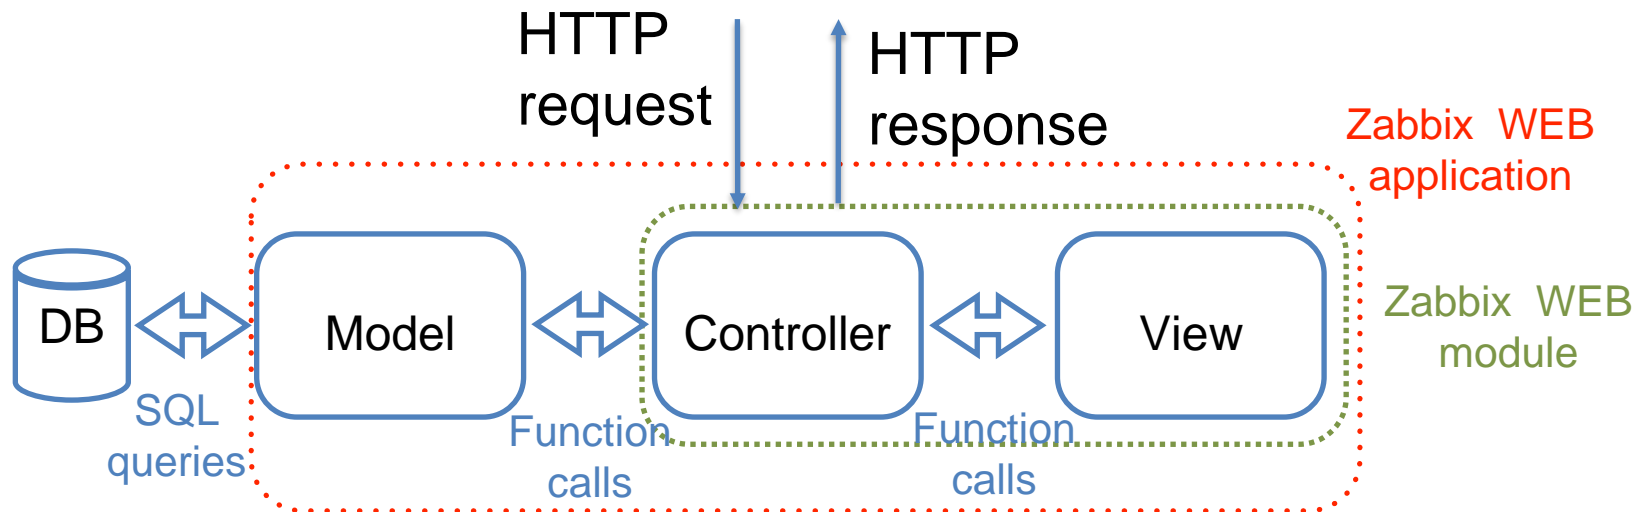 HTTP
request
HTTP
response
Zabbix WEB
application
DB
Model
Controller
View
Zabbix WEB
module
SQL
queries
Function
calls
Function
calls